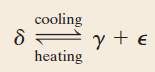 cooling
δ ⇌ γ + ϵ
heating